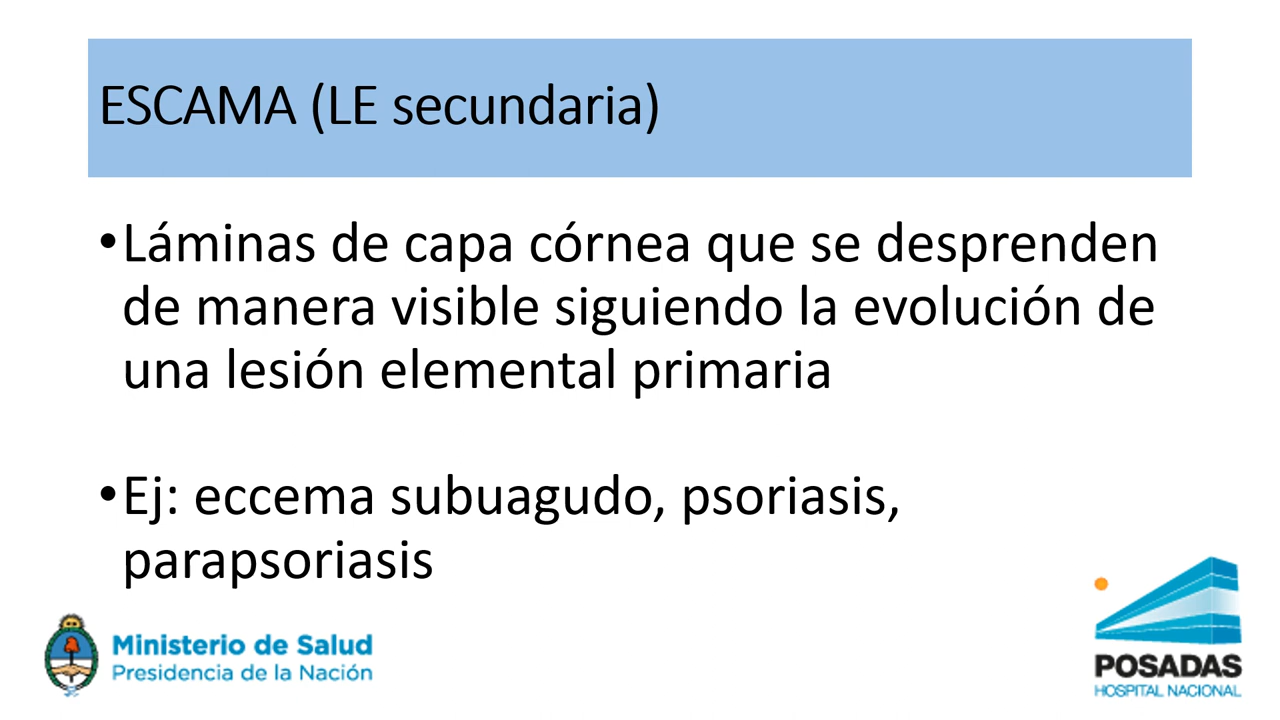 ESCAMA (LE secundaria)
•Láminas de capa córnea que se desprenden
de manera visible siguiendo la evolución de
una lesión elemental primaria
•Ej: eccema subuagudo, psoriasis,
parapsoriasis
Ministerio de Salud
Presidencia de la Nación
POSADAS
HOSPITAL NACIONAL